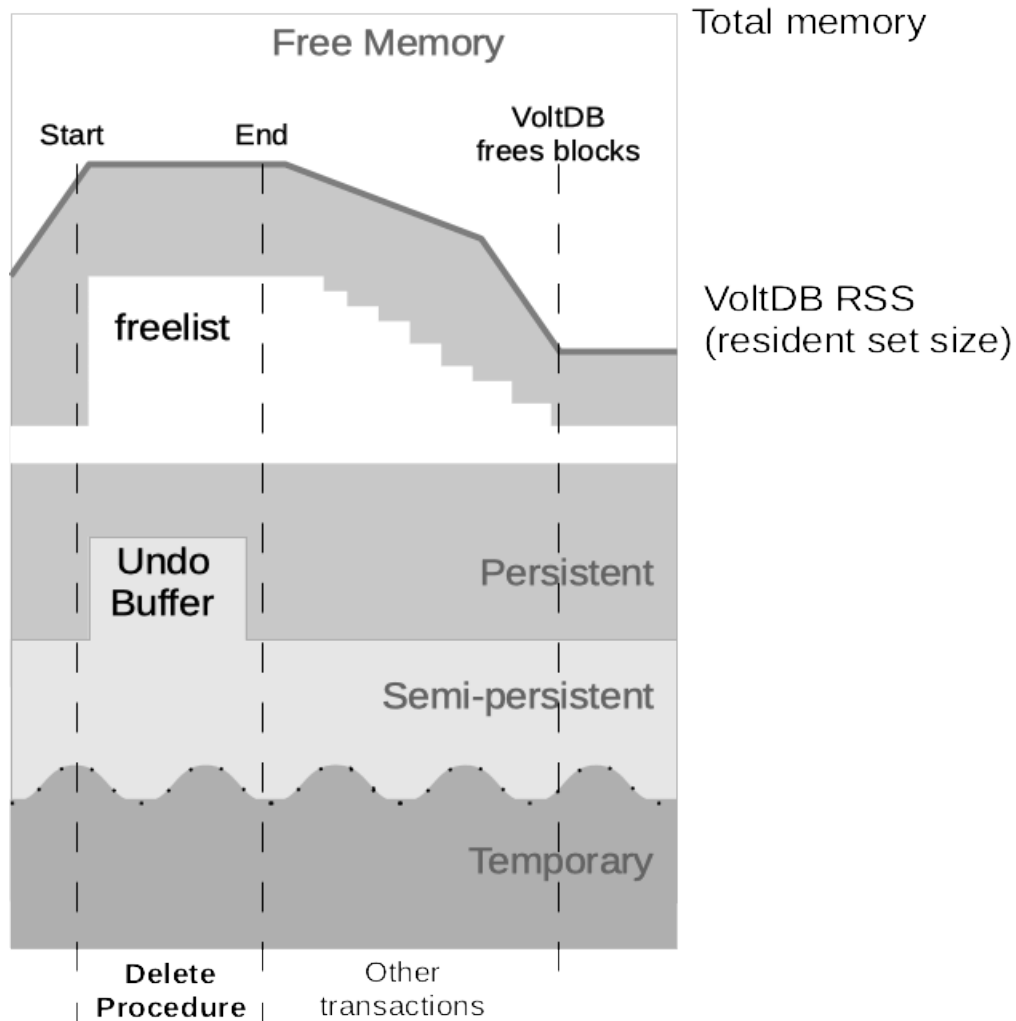 Total memory
Free Memory
Start
End
VoltDB
frees blocks
VoltDB RSS
(resident set size)
freelist
Undo
Buffer
Persistent
Semi-persistent
Temporary
Delete
Procedure
Other
transactions